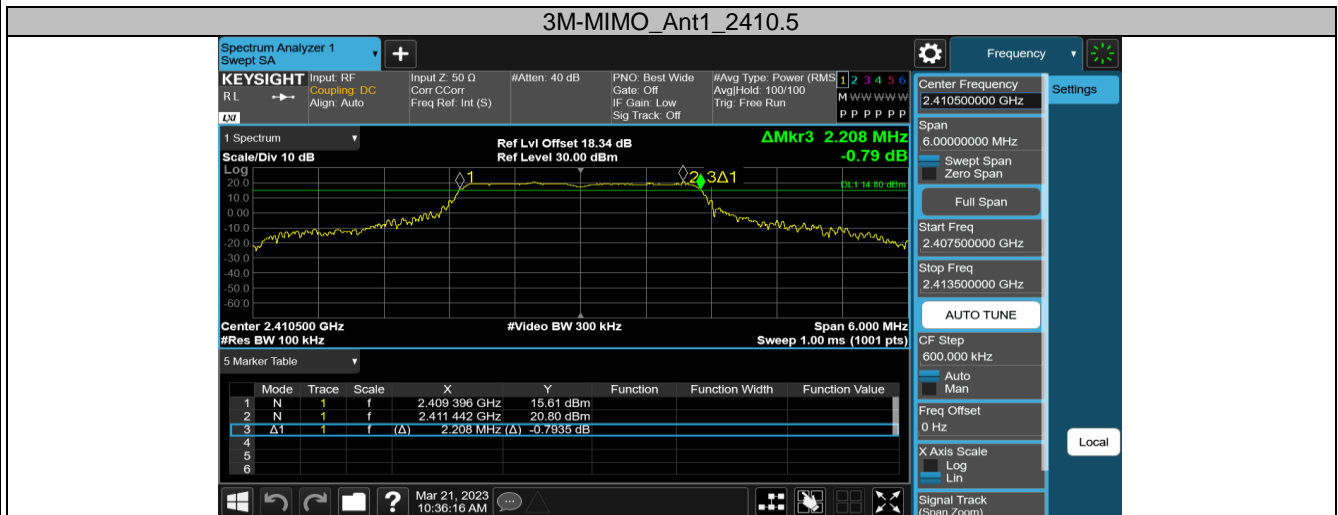 3M-MIMO_Ant1_2410.5
Spectrum Analyzer 1
Swept SA
Frequency
KEYSIGHT
RL
LXI
Input: RF
Coupling: DC
Align: Auto
Input Z: 50 Ω
Corr CCorr
Freq Ref: Int (S)
#Atten: 40 dB
PNO: Best Wide
Gate: Off
IF Gain: Low
Sig Track: Off
#Avg Type: Power (RMS
Avg|Hold: 100/100
Trig: Free Run
1 2 3 4 5 6
M W W W W W
P P P P P P
1 Spectrum
Scale/Div 10 dB
Ref Lvl Offset 18.34 dB
Ref Level 30.00 dBm
ΔMkr3 2.208 MHz
-0.79 dB
Log
1
2
3Δ1
DL1 14.80 dBm
20.0
10.0
0.00
-10.0
-20.0
-30.0
-40.0
-50.0
-60.0
Center 2.410500 GHz
#Video BW 300 kHz
Span 6.000 MHz
#Res BW 100 kHz
Sweep 1.00 ms (1001 pts)
5 Marker Table
Mode Trace Scale X Y Function Function Width Function Value
1 N 1 f 2.409 396 GHz 15.61 dBm
2 N 1 f 2.411 442 GHz 20.80 dBm
3 Δ1 1 f (Δ) 2.208 MHz (Δ) -0.7935 dB
4
5
6
Mar 21, 2023
10:36:16 AM
Center Frequency
2.410500000 GHz
Settings
Span
6.00000000 MHz
Swept Span
Zero Span
Full Span
Start Freq
2.407500000 GHz
Stop Freq
2.413500000 GHz
AUTO TUNE
CF Step
600.000 kHz
Auto
Man
Freq Offset
0 Hz
X Axis Scale
Log
Lin
Local
Signal Track
(Span Zoom)